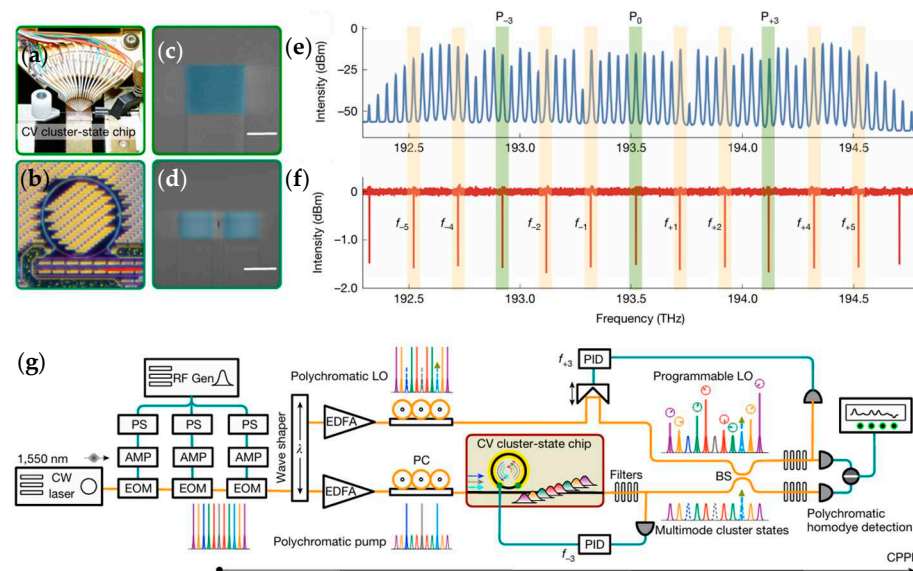 (a)
CV cluster-state chip
(b)
(c)
(d)
(e)
P−3
P0
P+3
Intensity (dBm)
0
−25
−50
192.5
193.0
193.5
194.0
194.5
(f)
Intensity (dBm)
0
−1.0
−2.0
f−5
f−4
f−2
f−1
f+1
f+2
f+4
f+5
192.5
193.0
193.5
194.0
194.5
Frequency (THz)
(g)
RF Gen
PS
PS
PS
1,550 nm
AMP
AMP
AMP
CW
laser
EOM
EOM
EOM
Wave shaper
λ
Polychromatic LO
EDFA
EDFA
PC
Polychromatic pump
CV cluster-state chip
f+3
PID
f−3
PID
Filters
Programmable LO
BS
Multimode cluster states
Polychromatic
homodye detection